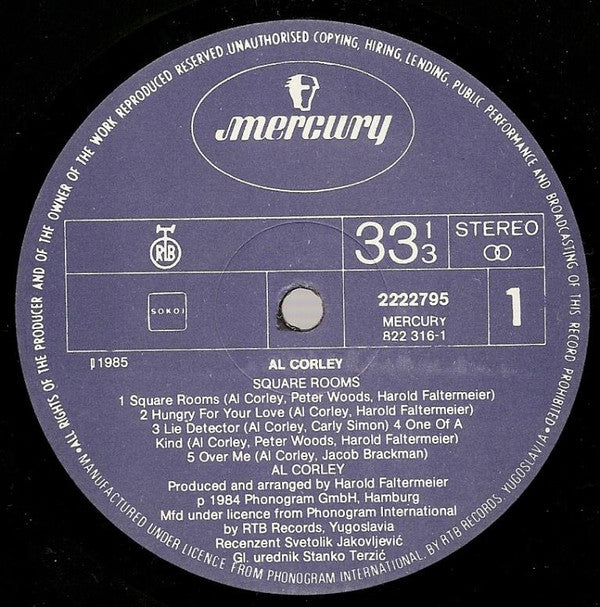 • ALL RIGHTS OF THE PRODUCER AND OF THE OWNER OF THE WORK REPRODUCED RESERVED. UNAUTHORISED COPYING, HIRING, LENDING, PUBLIC PERFORMANCE AND BROADCASTING OF THIS RECORD PROHIBITED •
mercury
RTB
33 1/3
STEREO
SOKOJ
2222795
MERCURY
822 316-1
1
p 1985
AL CORLEY
SQUARE ROOMS
1 Square Rooms (Al Corley, Peter Woods, Harold Faltermeier)
2 Hungry For Your Love (Al Corley, Harold Faltermeier)
3 Lie Detector (Al Corley, Carly Simon) 4 One Of A
Kind (Al Corley, Peter Woods, Harold Faltermeier)
5 Over Me (Al Corley, Jacob Brackman)
AL CORLEY
Produced and arranged by Harold Faltermeier
p 1984 Phonogram GmbH, Hamburg
Mfd under licence from Phonogram International
by RTB Records, Yugoslavia
Recenzent Svetolik Jakovljević
Gl. urednik Stanko Terzić
MANUFACTURED UNDER LICENCE FROM PHONOGRAM INTERNATIONAL, BY RTB RECORDS, YUGOSLAVIA •